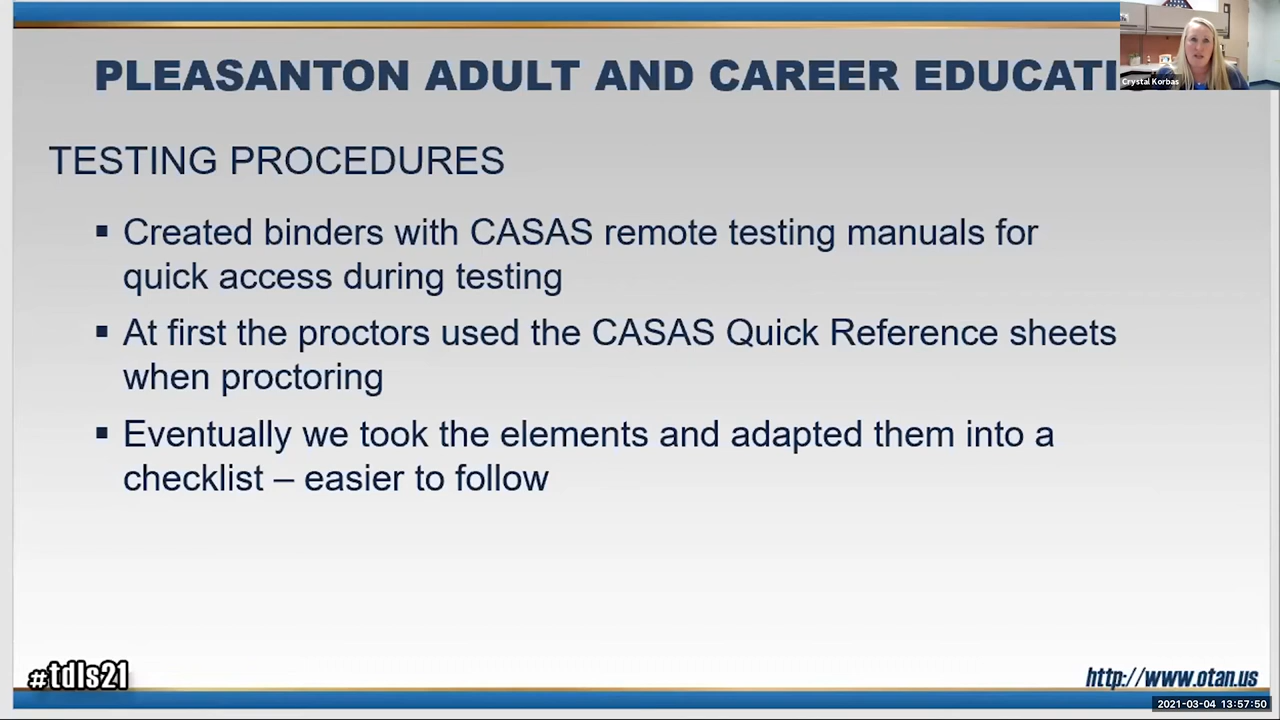 PLEASANTON ADULT AND CAREER EDUCATI
Crystal Korbas
TESTING PROCEDURES
▪ Created binders with CASAS remote testing manuals for
quick access during testing
▪ At first the proctors used the CASAS Quick Reference sheets
when proctoring
▪ Eventually we took the elements and adapted them into a
checklist – easier to follow
#tdls21
http://www.otan.us
2021-03-04 13:57:50